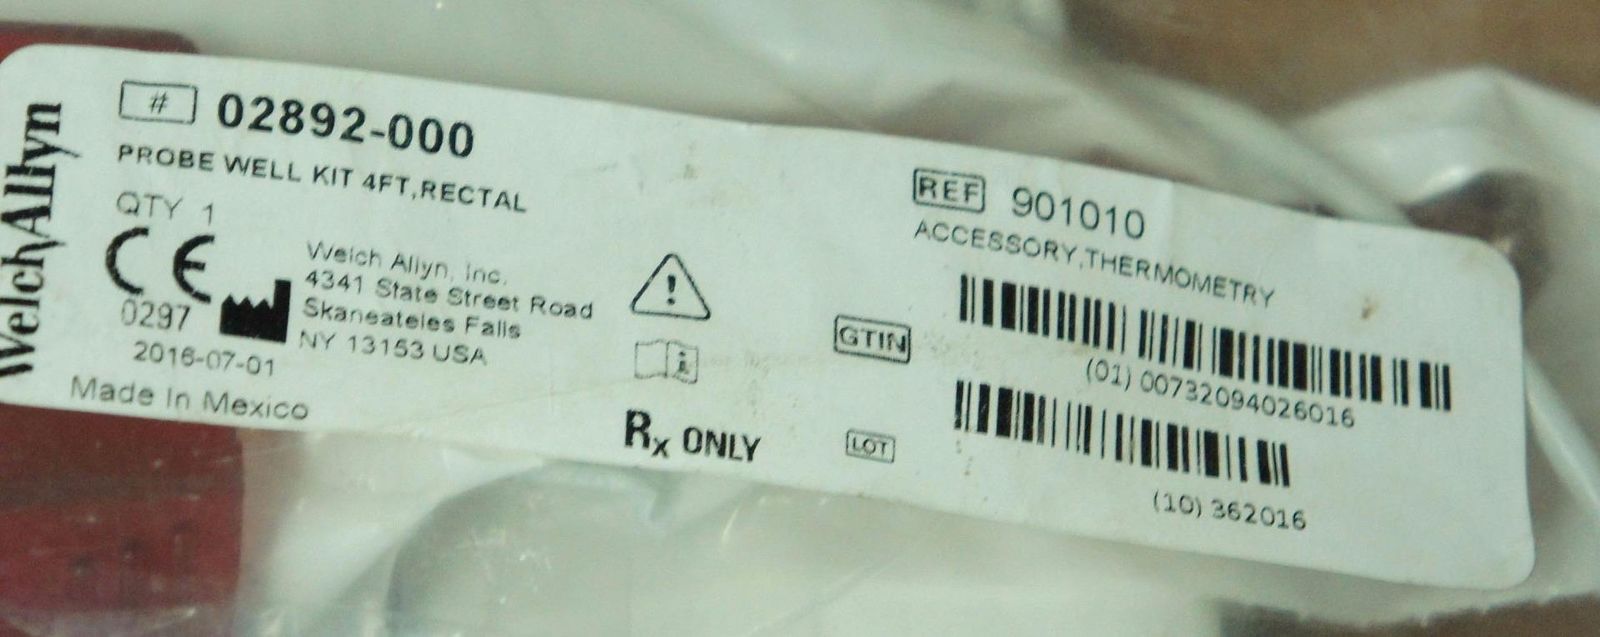 WelchAllyn
# 02892-000
PROBE WELL KIT 4FT,RECTAL
QTY 1
CE
0297
2016-07-01
Made In Mexico
Welch Allyn, Inc.
4341 State Street Road
Skaneateles Falls
NY 13153 USA
Rx ONLY
REF 901010
ACCESSORY,THERMOMETRY
GTIN
(01) 00732094026016
LOT
(10) 362016